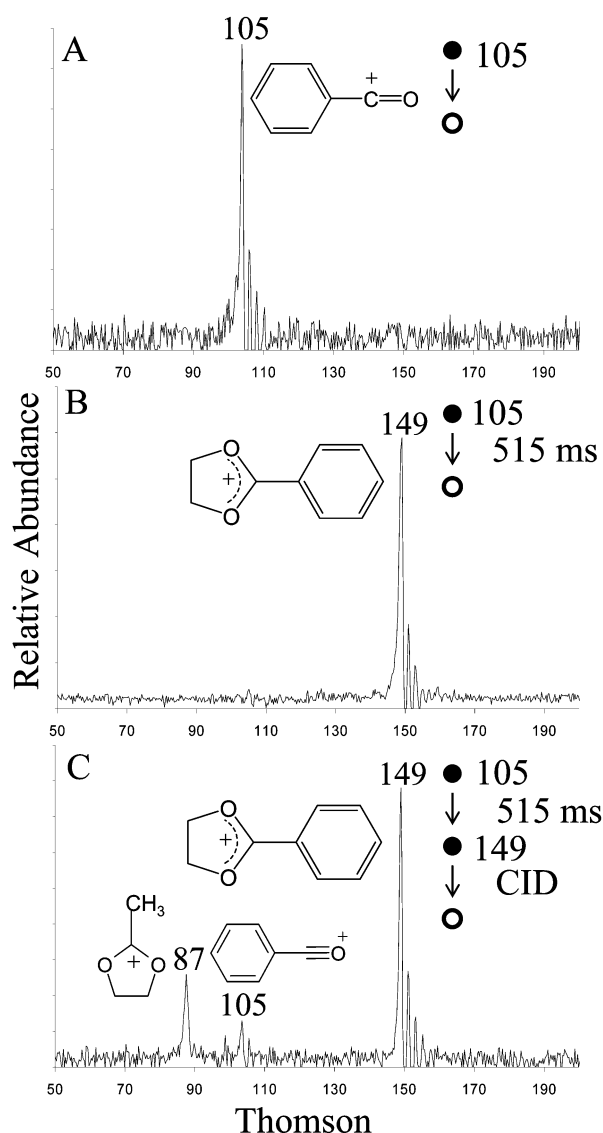 A
105
+
C
O
105
50 70 90 110 130 150 170 190
B
149
105
515 ms
O
+
O
50 70 90 110 130 150 170 190
C
149
105
515 ms
149
CID
O
+
O
CH3
O O
+
87
+
C O
105
50 70 90 110 130 150 170 190
Relative Abundance
Thomson